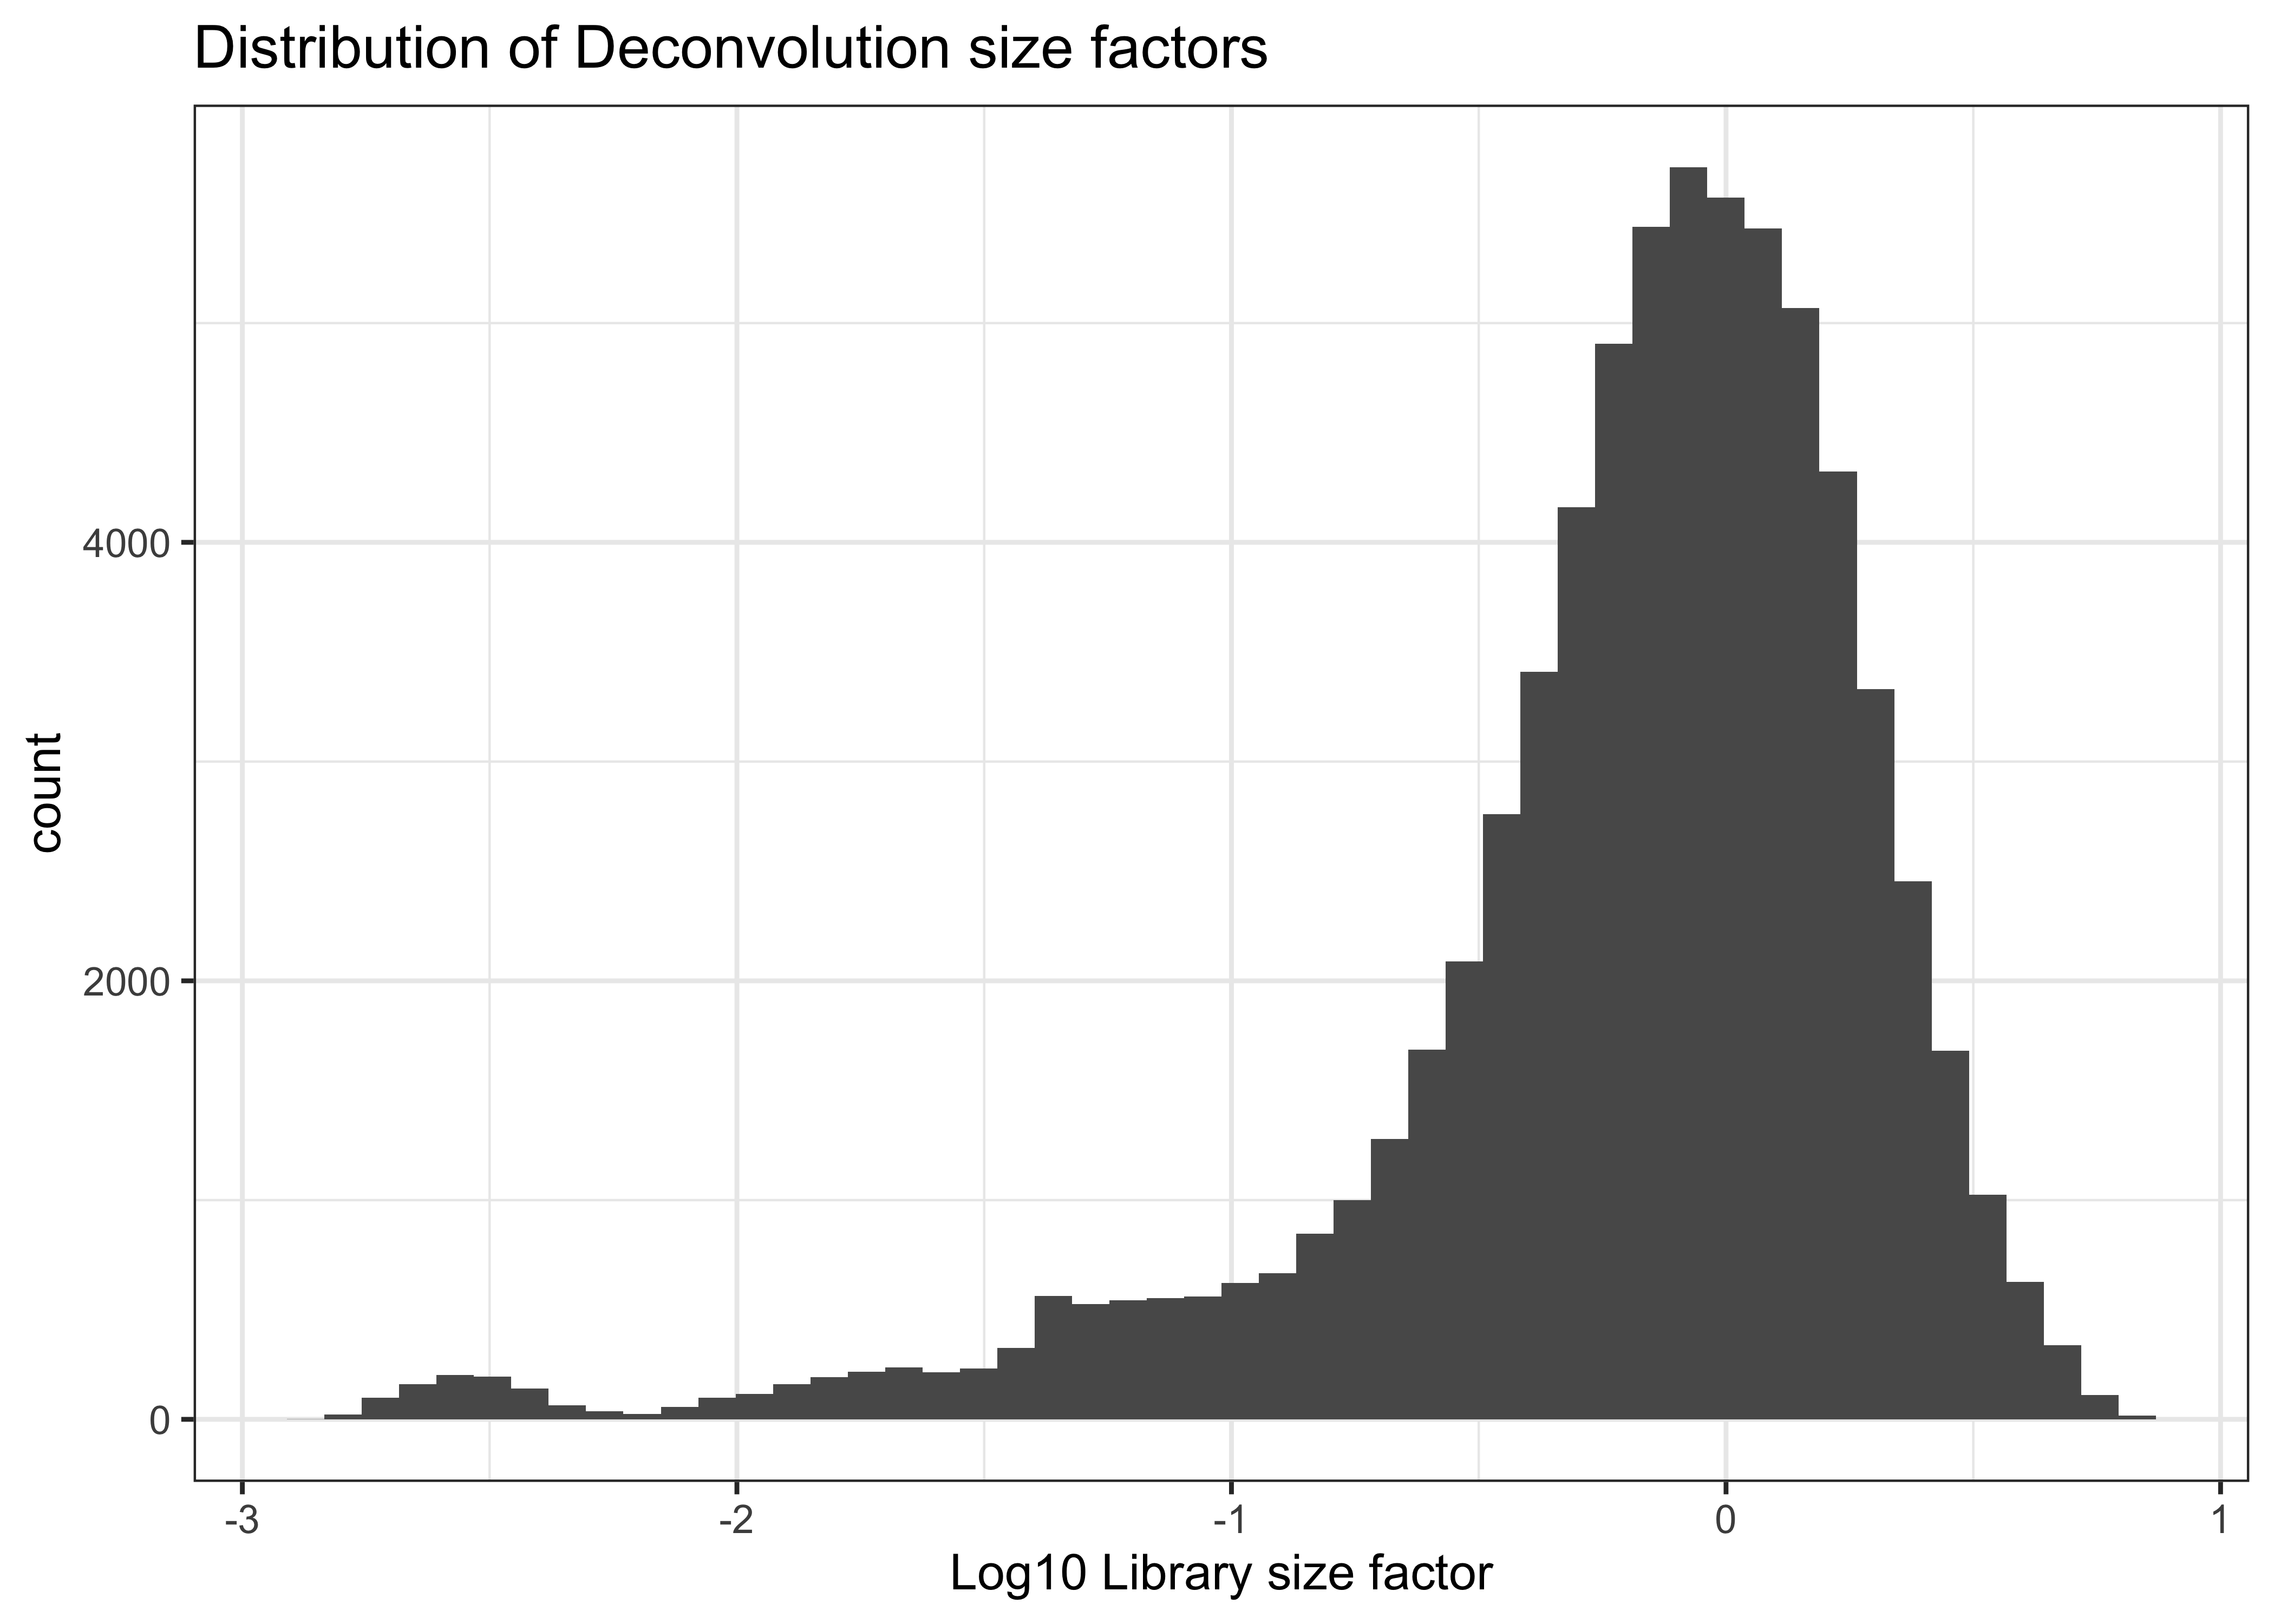 Distribution of Deconvolution size factors
count
4000
2000
0
-3 -2 -1 0 1
Log10 Library size factor